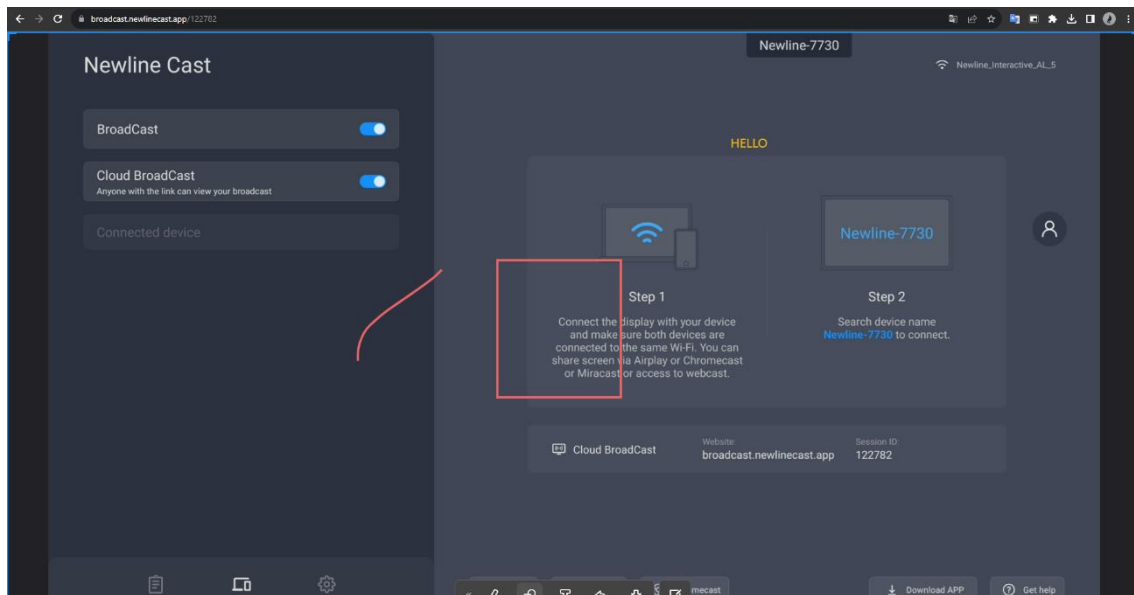 broadcast.newlinecast.app/122782
Newline-7730
Newline Cast
Newline_Interactive_AL_5
BroadCast
HELLO
Cloud BroadCast
Anyone with the link can view your broadcast
Connected device
Newline-7730
Step 1
Connect the display with your device
and make sure both devices are
connected to the same Wi-Fi. You can
share screen via Airplay or Chromecast
or Miracast or access to webcast.
Step 2
Search device name
Newline-7730 to connect.
Cloud BroadCast
Website:
broadcast.newlinecast.app
Session ID:
122782
Download APP
Get help